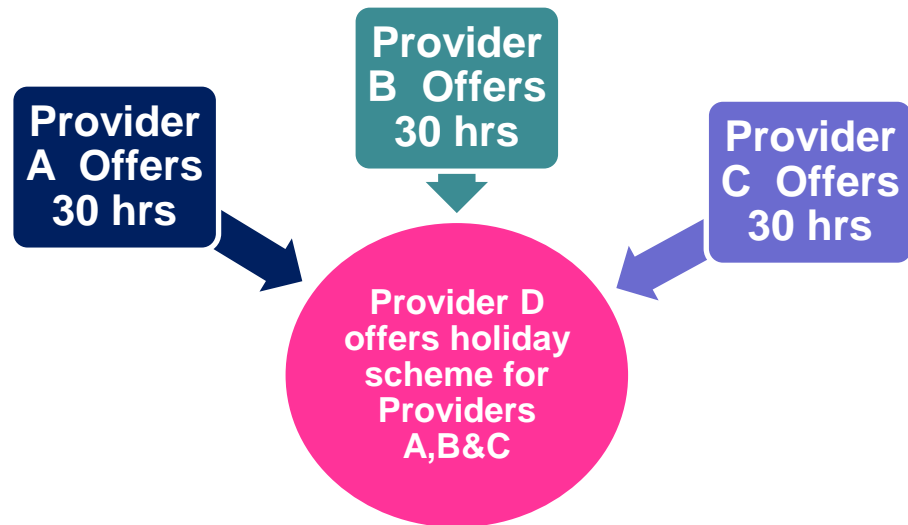 Provider
A  Offers
30 hrs
Provider
B  Offers
30 hrs
Provider
C  Offers
30 hrs
Provider D
offers holiday
scheme for
Providers
A,B&C